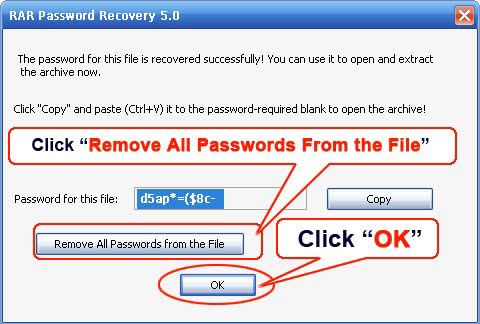 RAR Password Recovery 5.0
The password for this file is recovered successfully! You can use it to open and extract
the archive now.
Click "Copy" and paste (Ctrl+V) it to the password-required blank to open the archive!
Click “Remove All Passwords From the File”
Password for this file: d5ap*=($8c- Copy
Remove All Passwords from the File
Click “OK”
OK